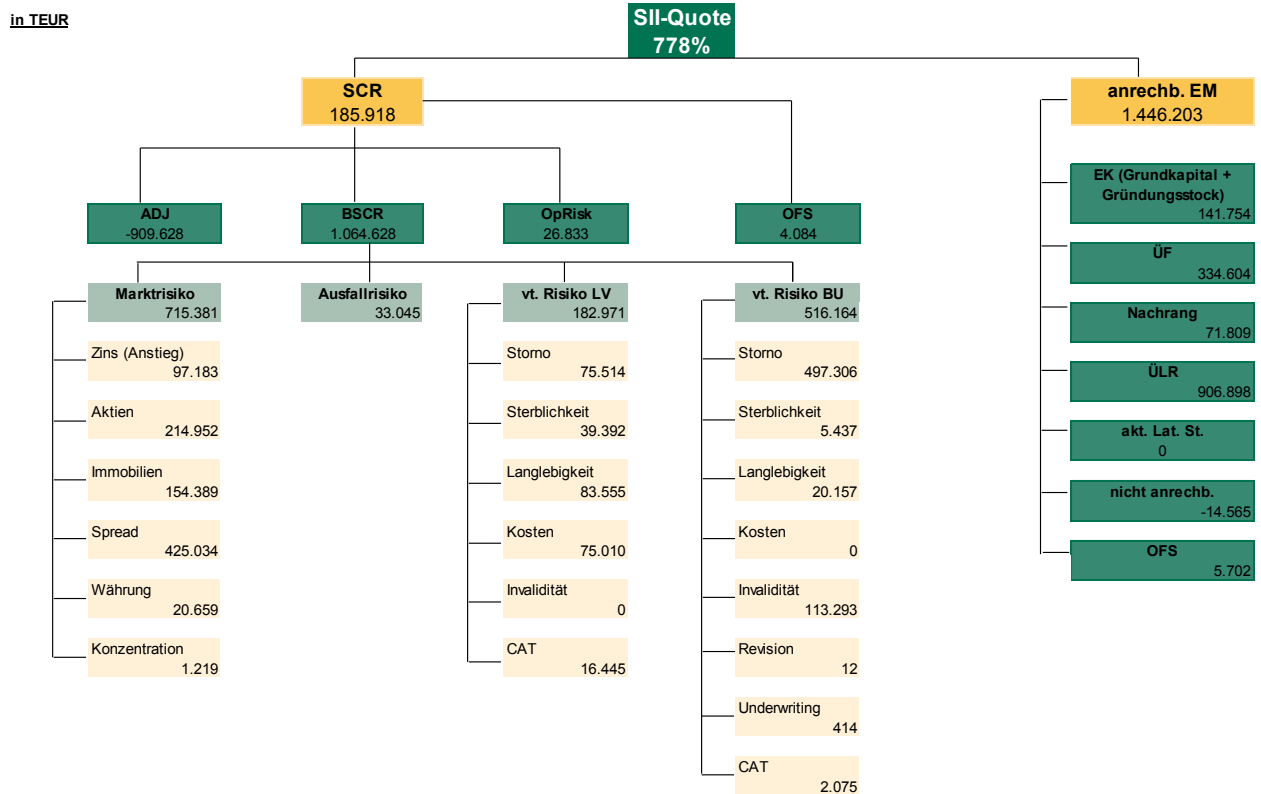 in TEUR
SII-Quote
778%
SCR
185.918
anrechb. EM
1.446.203
ADJ
-909.628
BSCR
1.064.628
OpRisk
26.833
OFS
4.084
Marktrisiko
715.381
Zins (Anstieg)
97.183
Aktien
214.952
Immobilien
154.389
Spread
425.034
Währung
20.659
Konzentration
1.219
Ausfallrisiko
33.045
vt. Risiko LV
182.971
Storno
75.514
Sterblichkeit
39.392
Langlebigkeit
83.555
Kosten
75.010
Invalidität
0
CAT
16.445
vt. Risiko BU
516.164
Storno
497.306
Sterblichkeit
5.437
Langlebigkeit
20.157
Kosten
0
Invalidität
113.293
Revision
12
Underwriting
414
CAT
2.075
EK (Grundkapital +
Gründungsstock)
141.754
ÜF
334.604
Nachrang
71.809
ÜLR
906.898
akt. Lat. St.
0
nicht anrechb.
-14.565
OFS
5.702